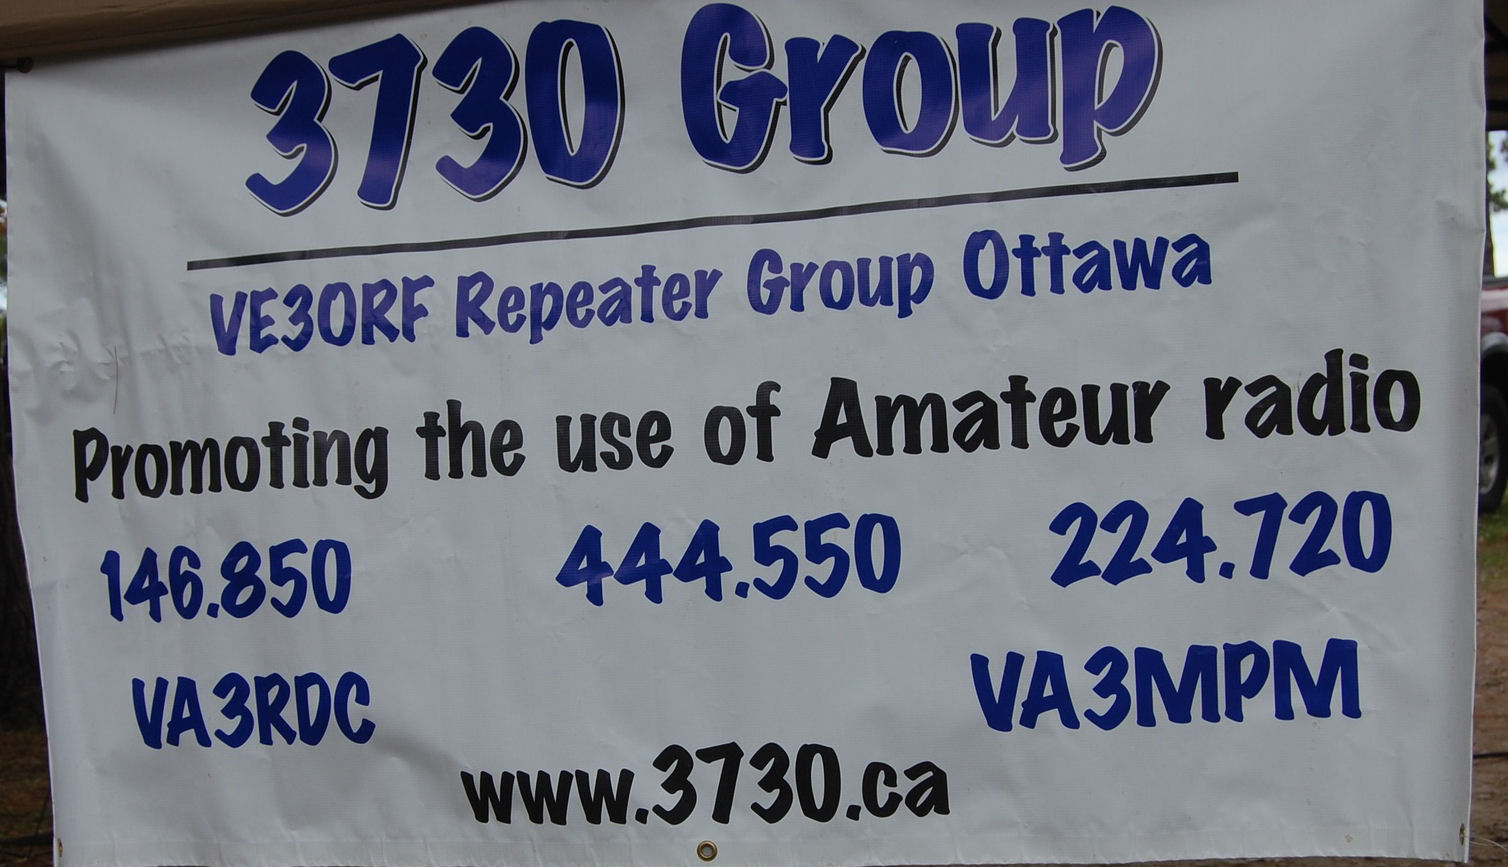 3730 Group
VE3ORF Repeater Group Ottawa
Promoting the use of Amateur radio
146.850 444.550 224.720
VA3RDC VA3MPM
www.3730.ca